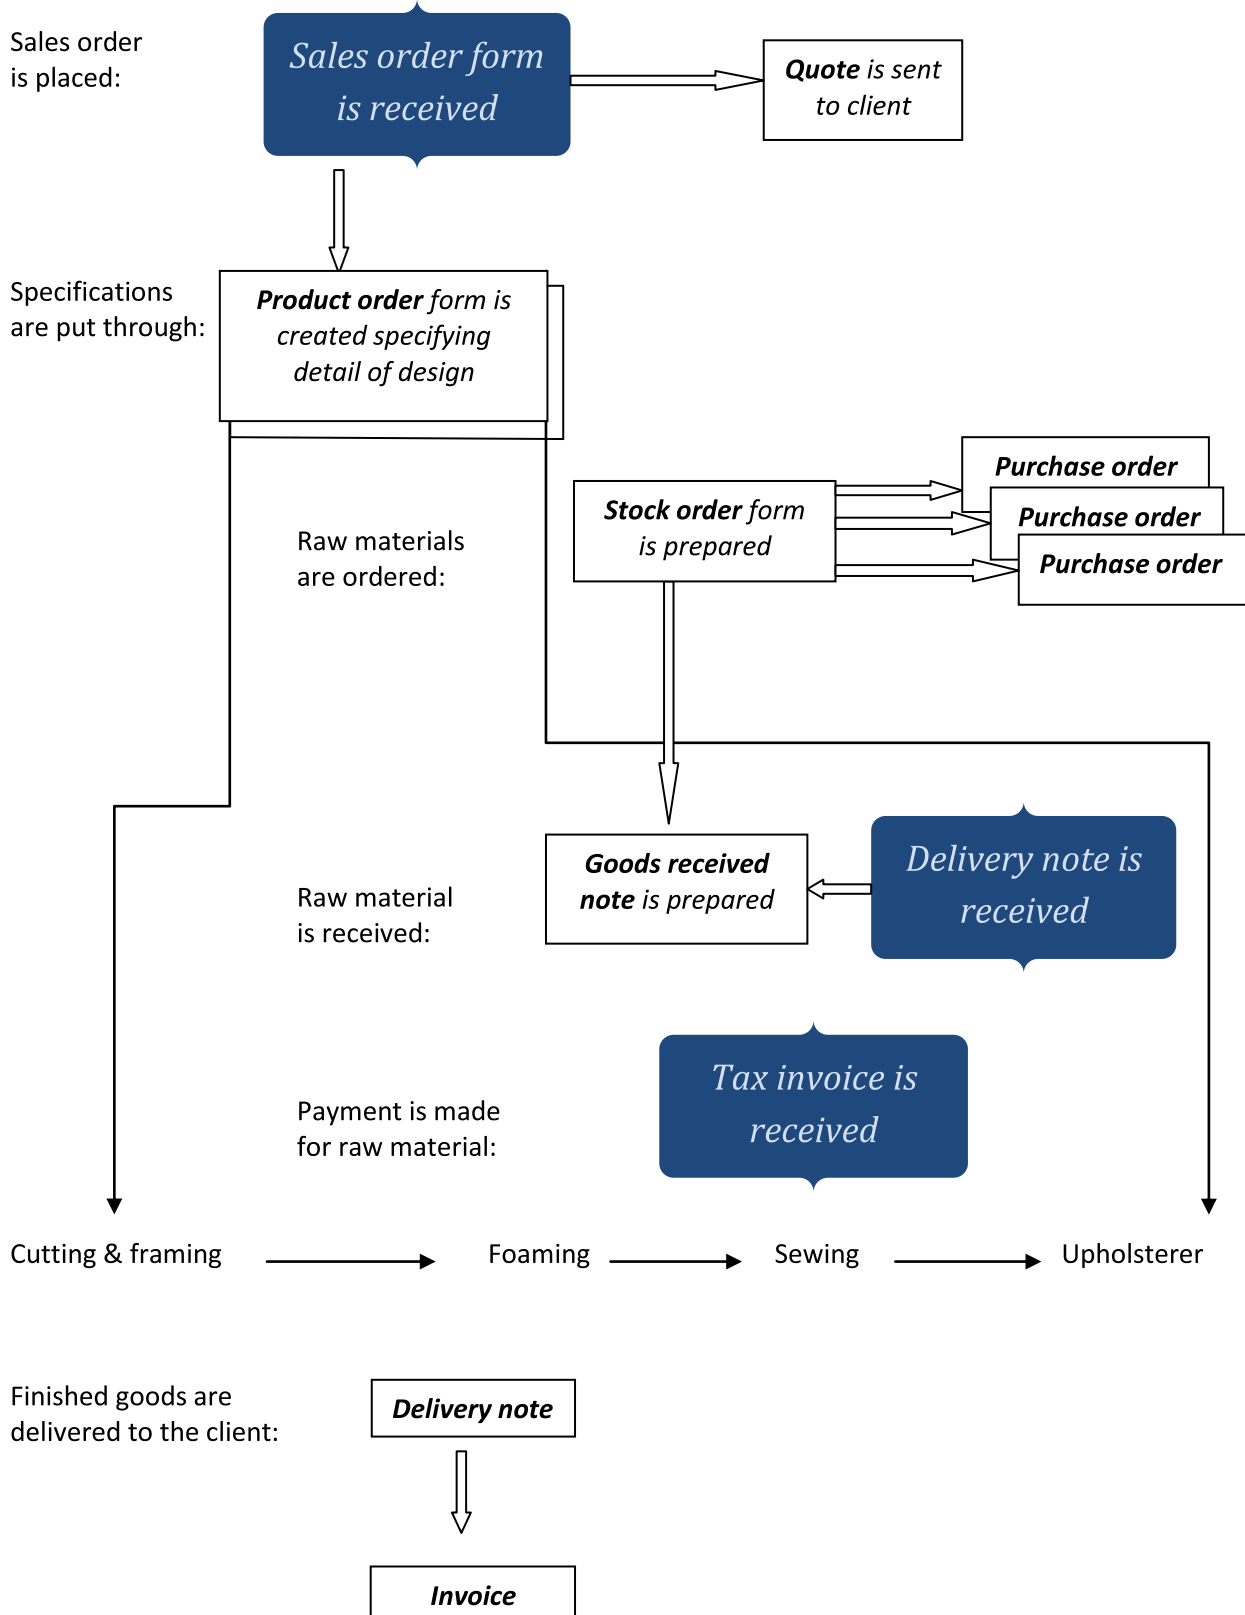 Sales order
is placed:
Sales order form
is received
Quote is sent
to client
Specifications
are put through:
Product order form is
created specifying
detail of design
Raw materials
are ordered:
Stock order form
is prepared
Purchase order
Purchase order
Purchase order
Raw material
is received:
Goods received
note is prepared
Delivery note is
received
Payment is made
for raw material:
Tax invoice is
received
Cutting & framing
Foaming
Sewing
Upholsterer
Finished goods are
delivered to the client:
Delivery note
Invoice